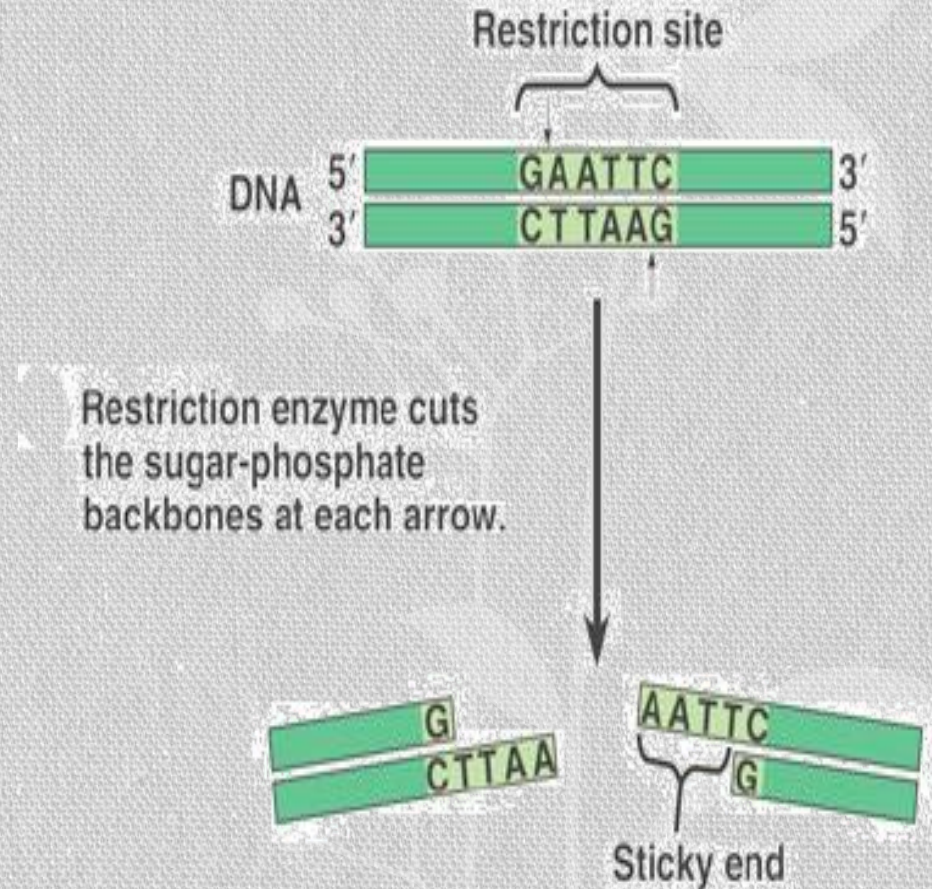 Restriction site
DNA
5′ GAATTC 3′
3′ CTTAAG 5′
Restriction enzyme cuts
the sugar-phosphate
backbones at each arrow.
G
CTTAA
AATTC
G
Sticky end